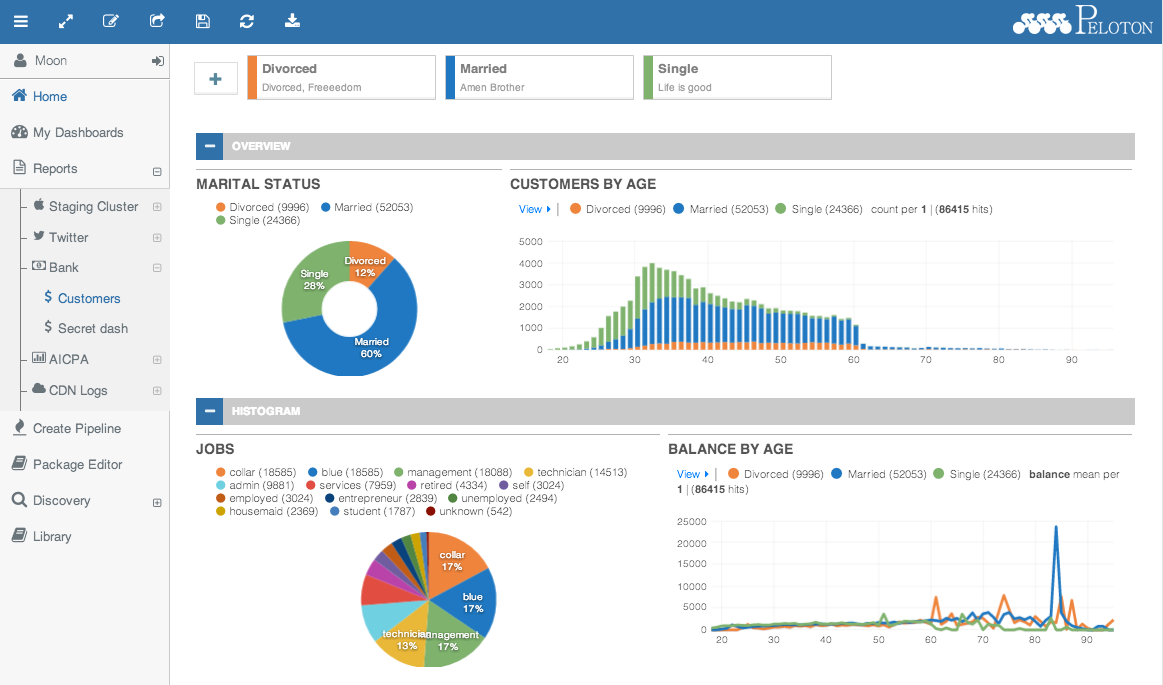 PELOTON
Moon
Home
My Dashboards
Reports
Staging Cluster
Twitter
Bank
$ Customers
$ Secret dash
AICPA
CDN Logs
Create Pipeline
Package Editor
Discovery
Library
+
Divorced
Divorced, Freeeedom
Married
Amen Brother
Single
Life is good
OVERVIEW
MARITAL STATUS
Divorced (9996) Married (52053)
Single (24366)
Divorced
12%
Single
28%
Married
60%
CUSTOMERS BY AGE
View | Divorced (9996) Married (52053) Single (24366) count per 1 | (86415 hits)
5000
4000
3000
2000
1000
0
20 30 40 50 60 70 80 90
HISTOGRAM
JOBS
collar (18585) blue (18585) management (18088) technician (14513)
admin (9881) services (7959) retired (4334) self (3024)
employed (3024) entrepreneur (2839) unemployed (2494)
housemaid (2369) student (1787) unknown (542)
collar
17%
blue
17%
technician management
13% 17%
BALANCE BY AGE
View | Divorced (9996) Married (52053) Single (24366) balance mean per
1 | (86415 hits)
25000
20000
15000
10000
5000
0
20 30 40 50 60 70 80 90